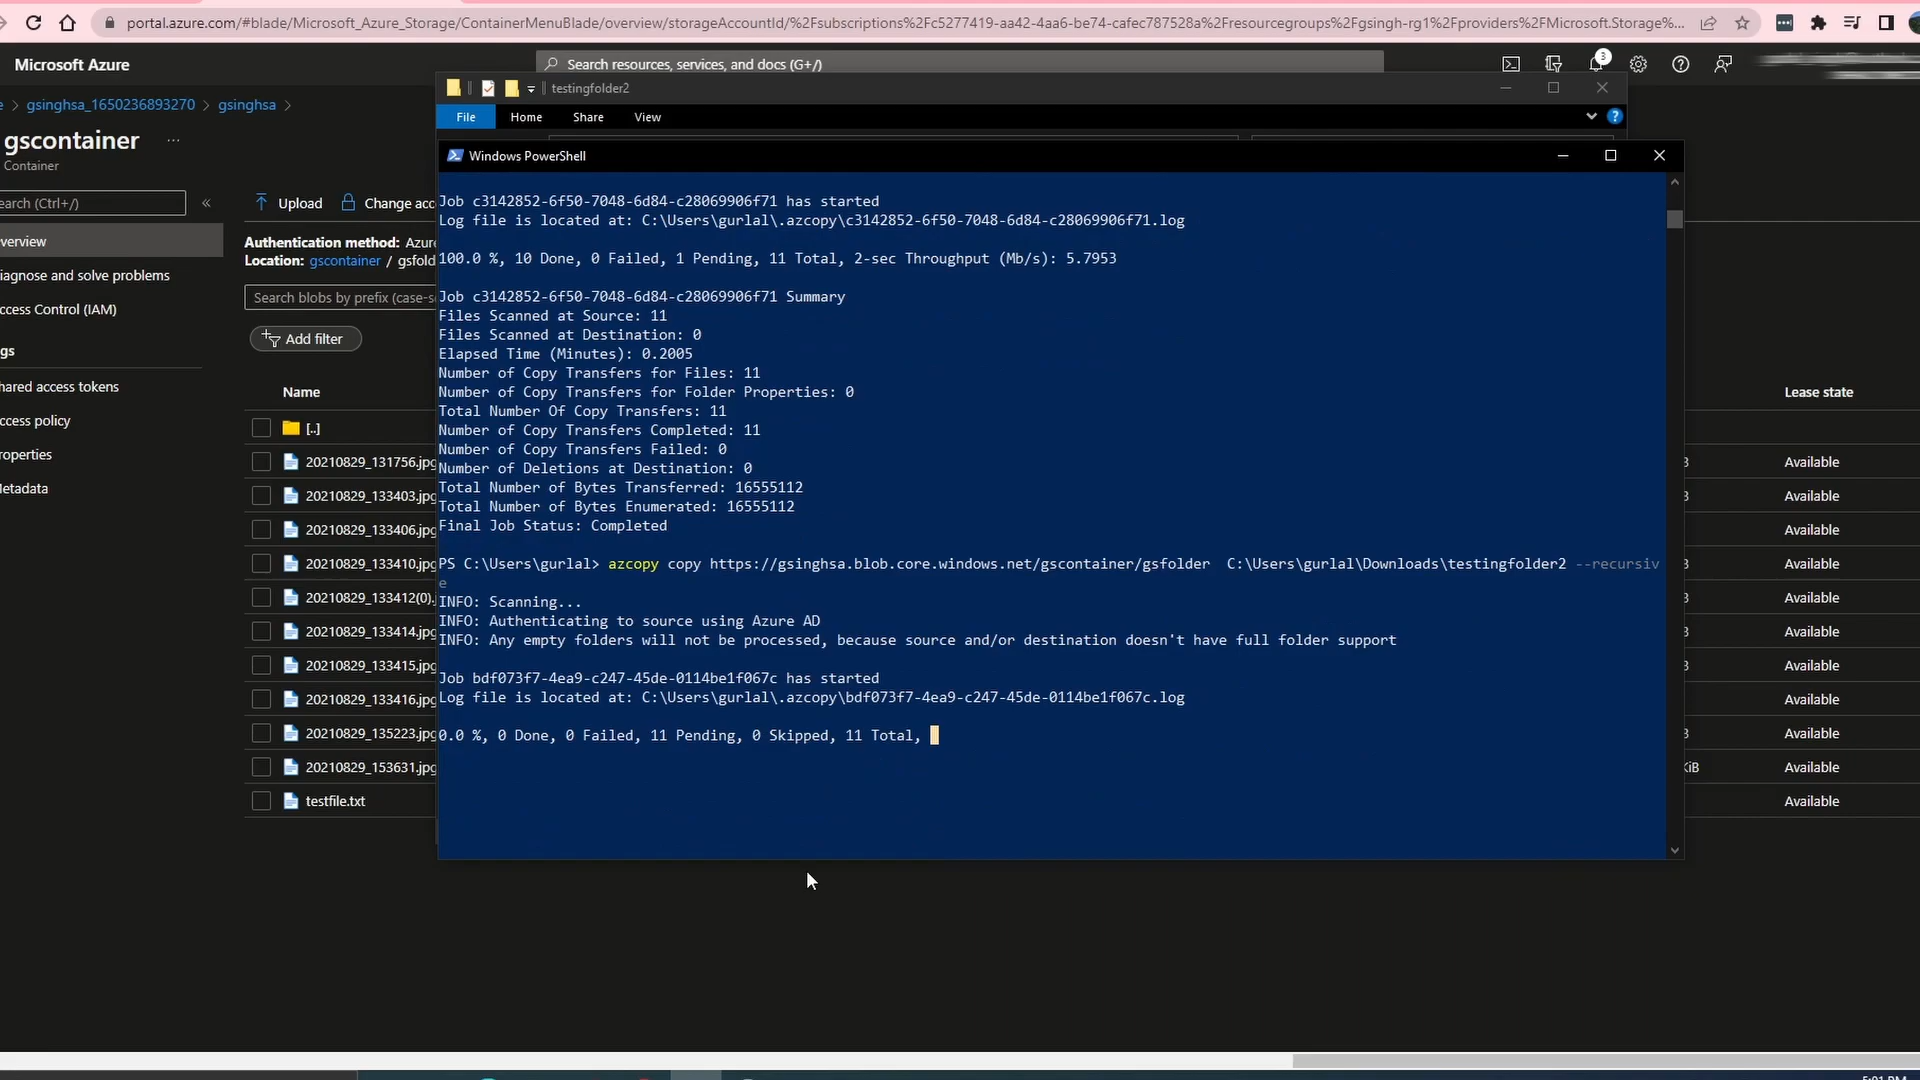 portal.azure.com/#blade/Microsoft_Azure_Storage/ContainerMenuBlade/overview/storageAccountId/%2Fsubscriptions%2Fc5277419-aa42-4aa6-be74-cafec787528a%2Fresourcegroups%2Fgsingh-rg1%2Fproviders%2FMicrosoft.Storage%...
Microsoft Azure
Search resources, services, and docs (G+/)
3
e > gsinghsa_1650236893270 > gsinghsa >
gscontainer ...
Container
earch (Ctrl+/)
«
verview
iagnose and solve problems
ccess Control (IAM)
gs
hared access tokens
ccess policy
roperties
etadata
Upload
Change acc
Authentication method: Azure
Location: gscontainer / gsfold
Search blobs by prefix (case-s
Add filter
Name
Lease state
[..]
20210829_131756.jpg
B
Available
20210829_133403.jpg
B
Available
20210829_133406.jpg
Available
20210829_133410.jpg
B
Available
20210829_133412(0).
B
Available
20210829_133414.jpg
B
Available
20210829_133415.jpg
B
Available
20210829_133416.jpg
B
Available
20210829_135223.jpg
B
Available
20210829_153631.jpg
KiB
Available
testfile.txt
Available
testingfolder2
File
Home
Share
View
Windows PowerShell
Job c3142852-6f50-7048-6d84-c28069906f71 has started
Log file is located at: C:\Users\gurlal\.azcopy\c3142852-6f50-7048-6d84-c28069906f71.log
100.0 %, 10 Done, 0 Failed, 1 Pending, 11 Total, 2-sec Throughput (Mb/s): 5.7953
Job c3142852-6f50-7048-6d84-c28069906f71 Summary
Files Scanned at Source: 11
Files Scanned at Destination: 0
Elapsed Time (Minutes): 0.2005
Number of Copy Transfers for Files: 11
Number of Copy Transfers for Folder Properties: 0
Total Number Of Copy Transfers: 11
Number of Copy Transfers Completed: 11
Number of Copy Transfers Failed: 0
Number of Deletions at Destination: 0
Total Number of Bytes Transferred: 16555112
Total Number of Bytes Enumerated: 16555112
Final Job Status: Completed
PS C:\Users\gurlal> azcopy copy https://gsinghsa.blob.core.windows.net/gscontainer/gsfolder  C:\Users\gurlal\Downloads\testingfolder2 --recursiv
e
INFO: Scanning...
INFO: Authenticating to source using Azure AD
INFO: Any empty folders will not be processed, because source and/or destination doesn't have full folder support
Job bdf073f7-4ea9-c247-45de-0114be1f067c has started
Log file is located at: C:\Users\gurlal\.azcopy\bdf073f7-4ea9-c247-45de-0114be1f067c.log
0.0 %, 0 Done, 0 Failed, 11 Pending, 0 Skipped, 11 Total,
5:01 PM